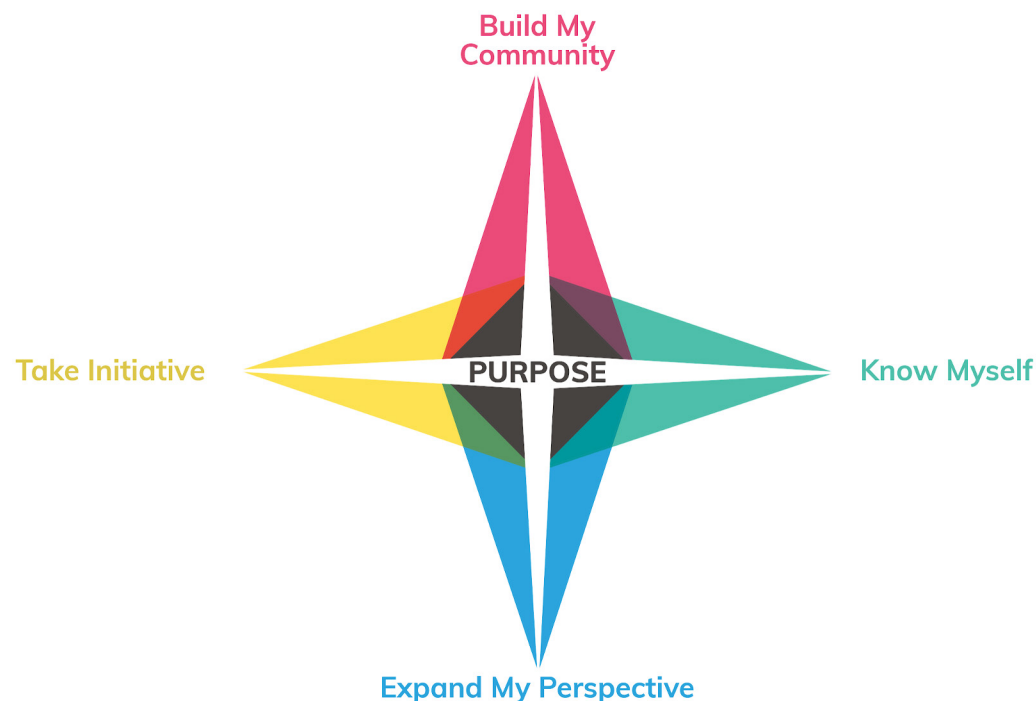 Build My
Community
Take Initiative
PURPOSE
Know Myself
Expand My Perspective